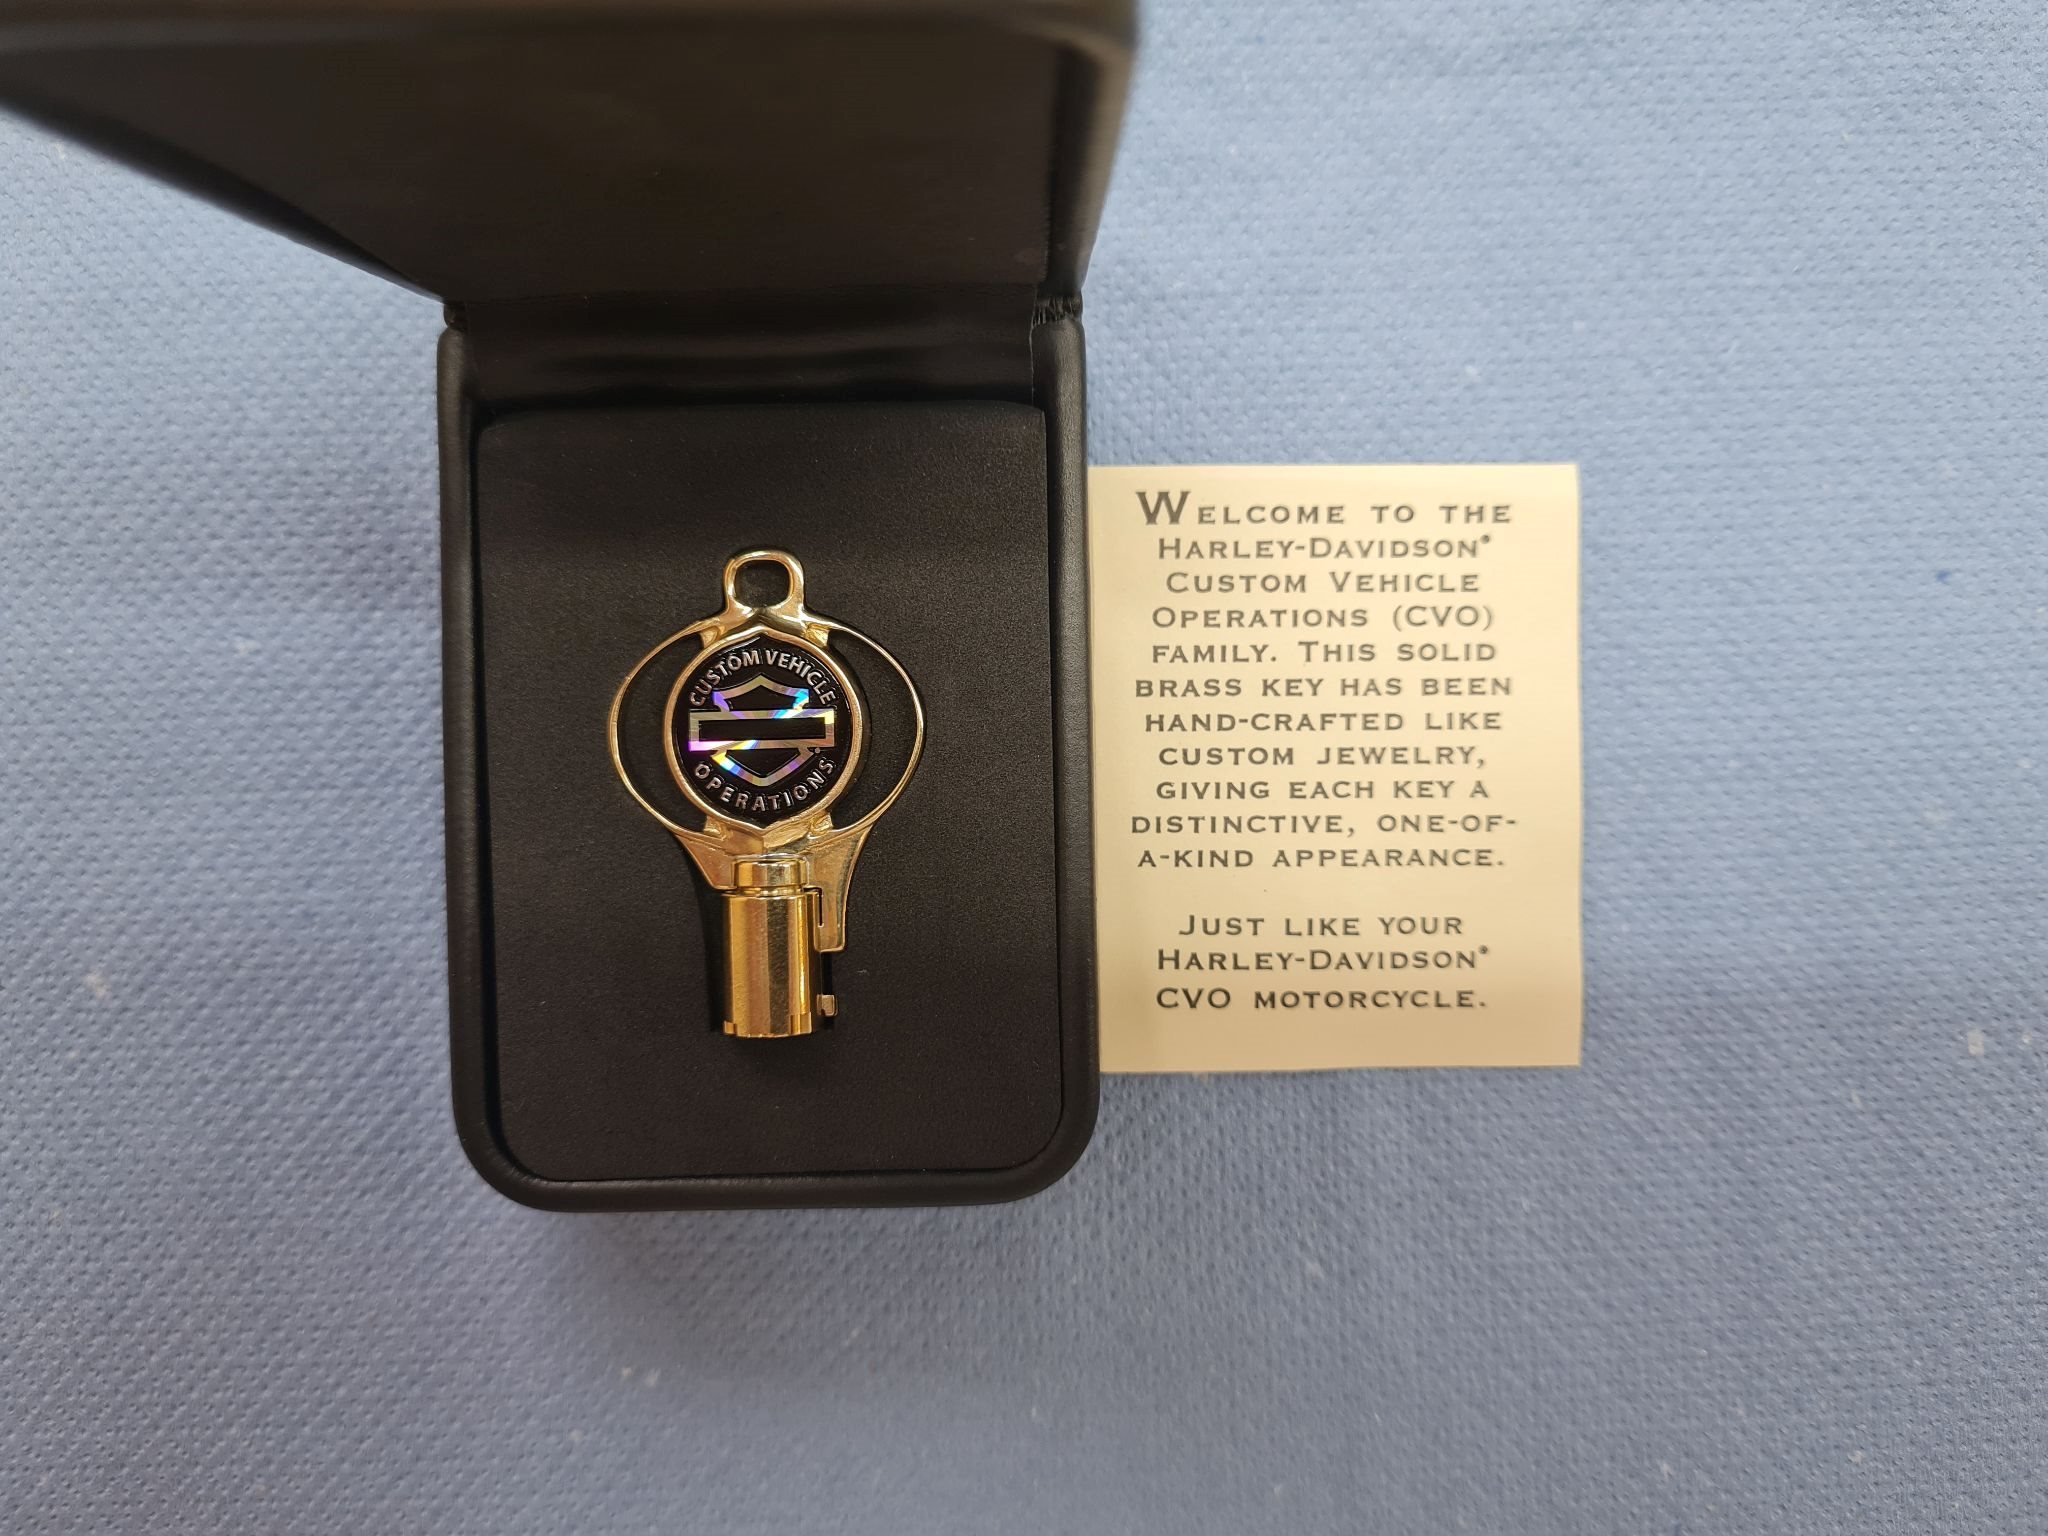 CUSTOM VEHICLE
OPERATIONS
WELCOME TO THE
HARLEY-DAVIDSON®
CUSTOM VEHICLE
OPERATIONS (CVO)
FAMILY. THIS SOLID
BRASS KEY HAS BEEN
HAND-CRAFTED LIKE
CUSTOM JEWELRY,
GIVING EACH KEY A
DISTINCTIVE, ONE-OF-
A-KIND APPEARANCE.
JUST LIKE YOUR
HARLEY-DAVIDSON®
CVO MOTORCYCLE.